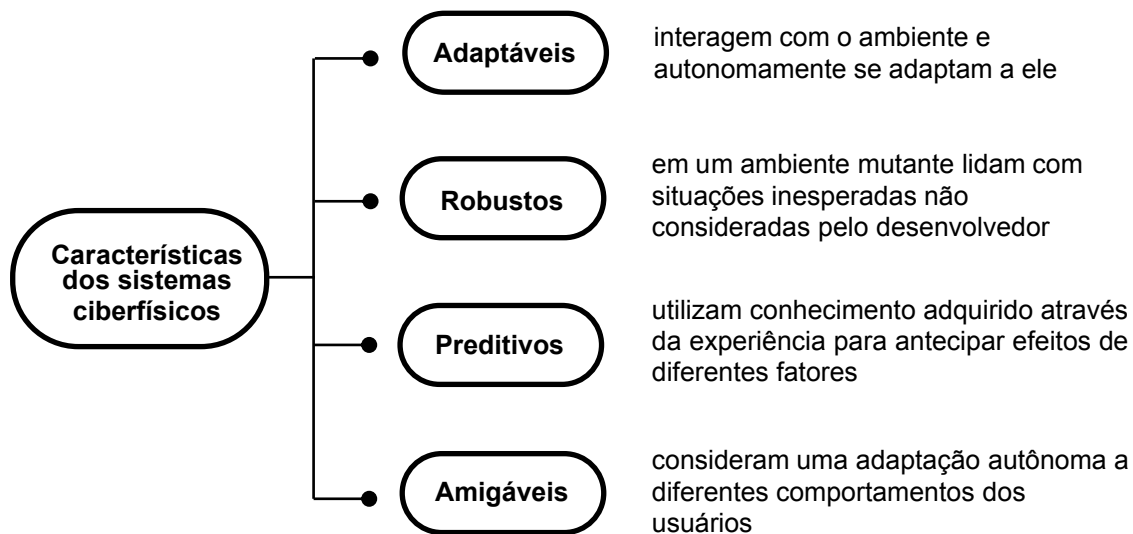 Adaptáveis
interagem com o ambiente e
autonomamente se adaptam a ele
Robustos
em um ambiente mutante lidam com
situações inesperadas não
consideradas pelo desenvolvedor
Características
dos sistemas
ciberfísicos
Preditivos
utilizam conhecimento adquirido através
da experiência para antecipar efeitos de
diferentes fatores
Amigáveis
consideram uma adaptação autônoma a
diferentes comportamentos dos
usuários